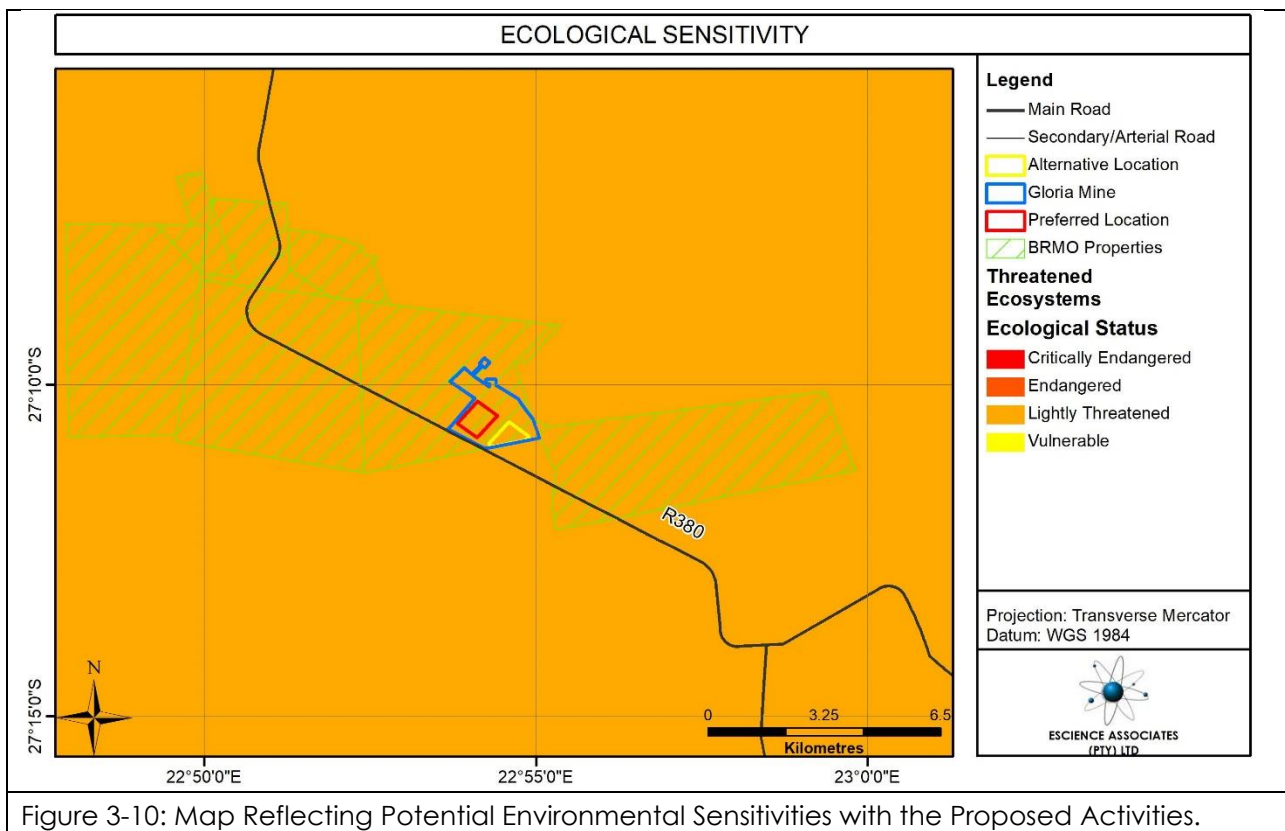 ECOLOGICAL SENSITIVITY
Legend
Main Road
Secondary/Arterial Road
Alternative Location
Gloria Mine
Preferred Location
BRMO Properties
Threatened
Ecosystems
Ecological Status
Critically Endangered
Endangered
Lightly Threatened
Vulnerable
27°10'0"S
27°15'0"S
R380
N
0 3.25 6.5
Kilometres
22°50'0"E 22°55'0"E 23°0'0"E
Projection: Transverse Mercator
Datum: WGS 1984
ESCIENCE ASSOCIATES
(PTY) LTD
Figure 3-10: Map Reflecting Potential Environmental Sensitivities with the Proposed Activities.